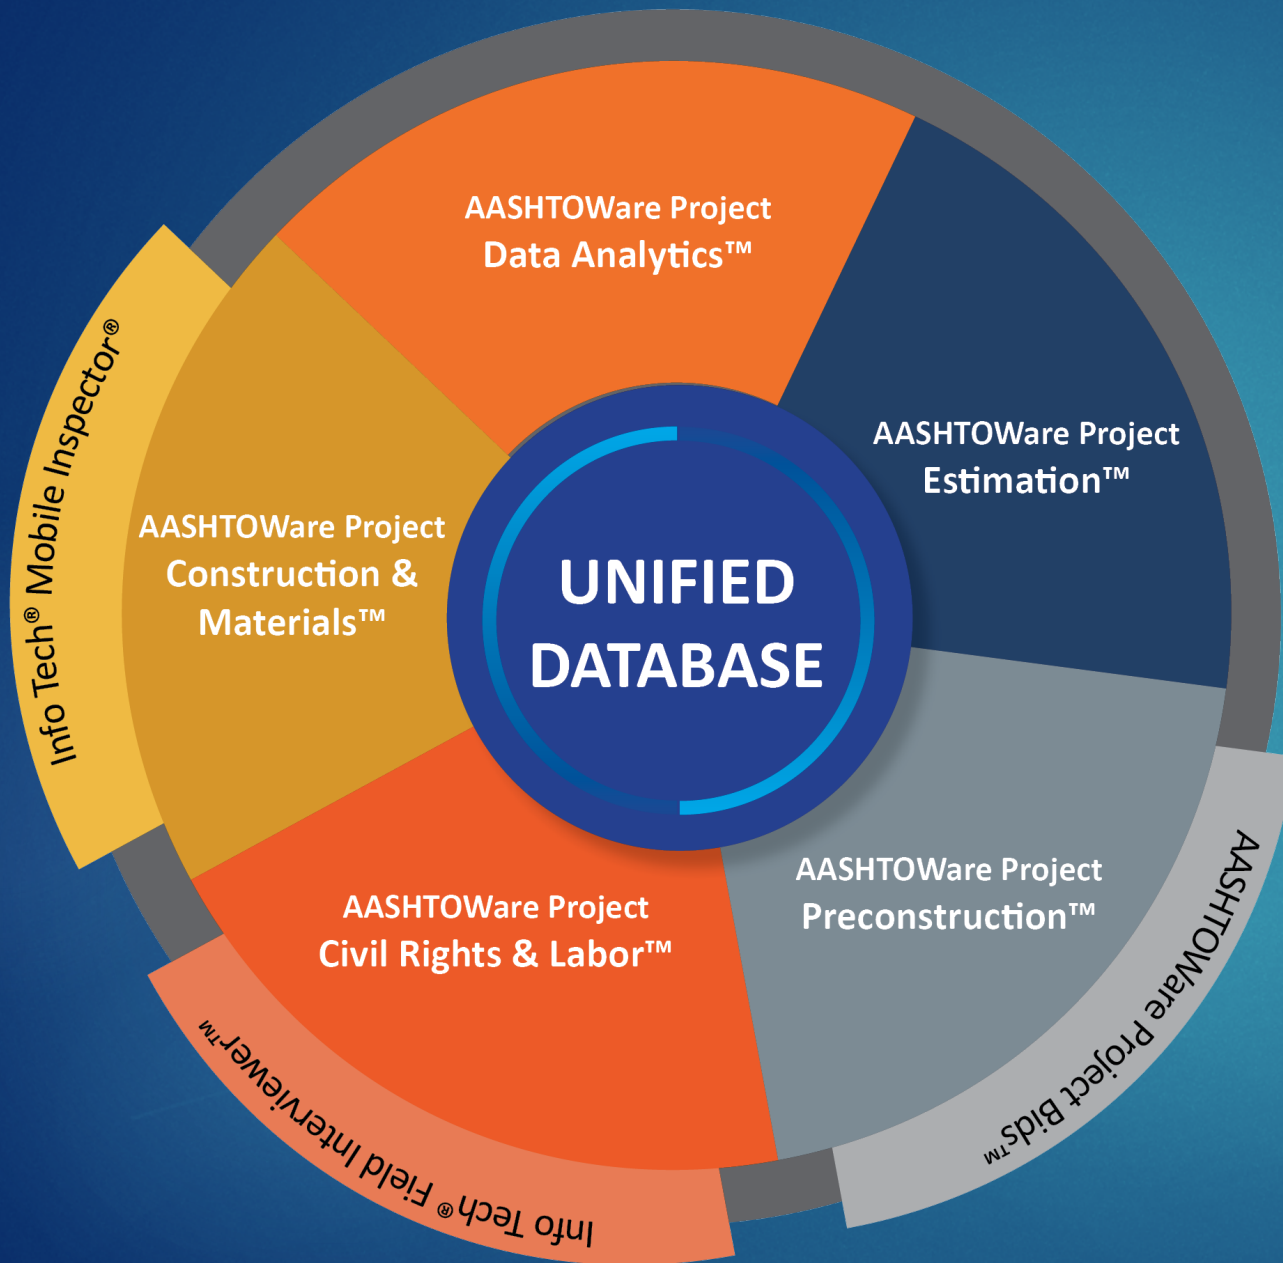 AASHTOWare Project
Data Analytics™
AASHTOWare Project
Estimation™
AASHTOWare Project
Preconstruction™
AASHTOWare Project Bids™
AASHTOWare Project
Civil Rights & Labor™
Info Tech® Field Interviewer™
AASHTOWare Project
Construction &
Materials™
Info Tech® Mobile Inspector®
UNIFIED
DATABASE